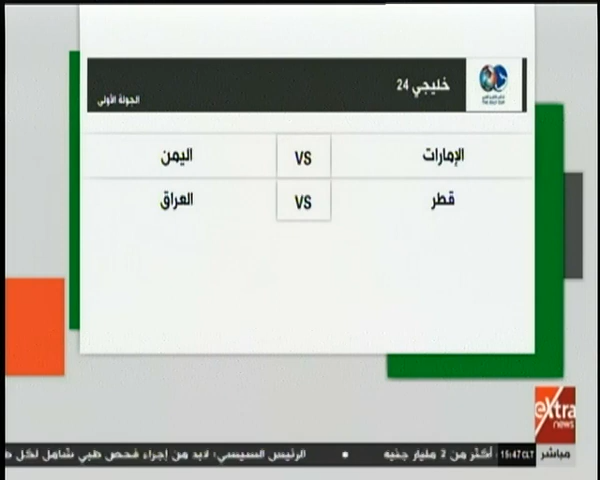 خليجي 24
الجولة الأولى
الإمارات VS اليمن
قطر VS العراق
extra
news
مباشر
15:47 CLT
أكثر من 2 مليار جنيه • الرئيس السيسي: لابد من إجراء فحص طبي شامل لكل